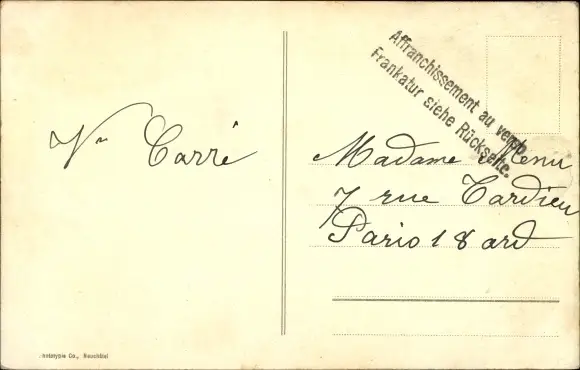 Affranchissement au verso.
Frankatur siehe Rückseite.
Vve Carré
Madame Menu
7 rue Tardieu
Paris 18 ard
Phototypie Co., Neuchâtel